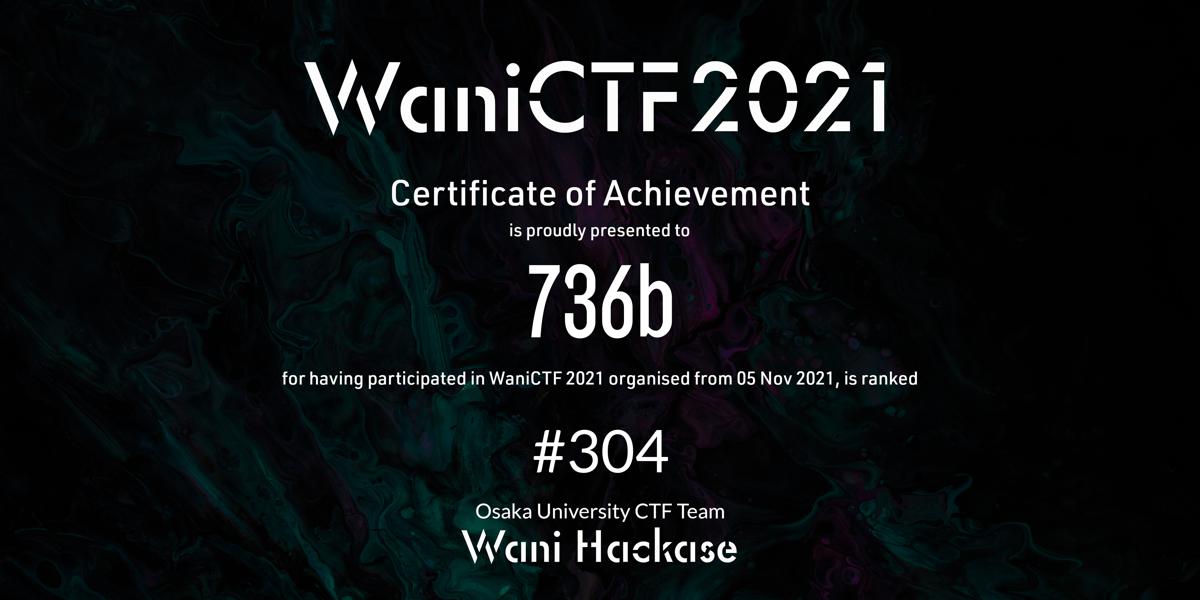 WaniCTF2021
Certificate of Achievement
is proudly presented to
736b
for having participated in WaniCTF 2021 organised from 05 Nov 2021, is ranked
#304
Osaka University CTF Team
Wani Hackase